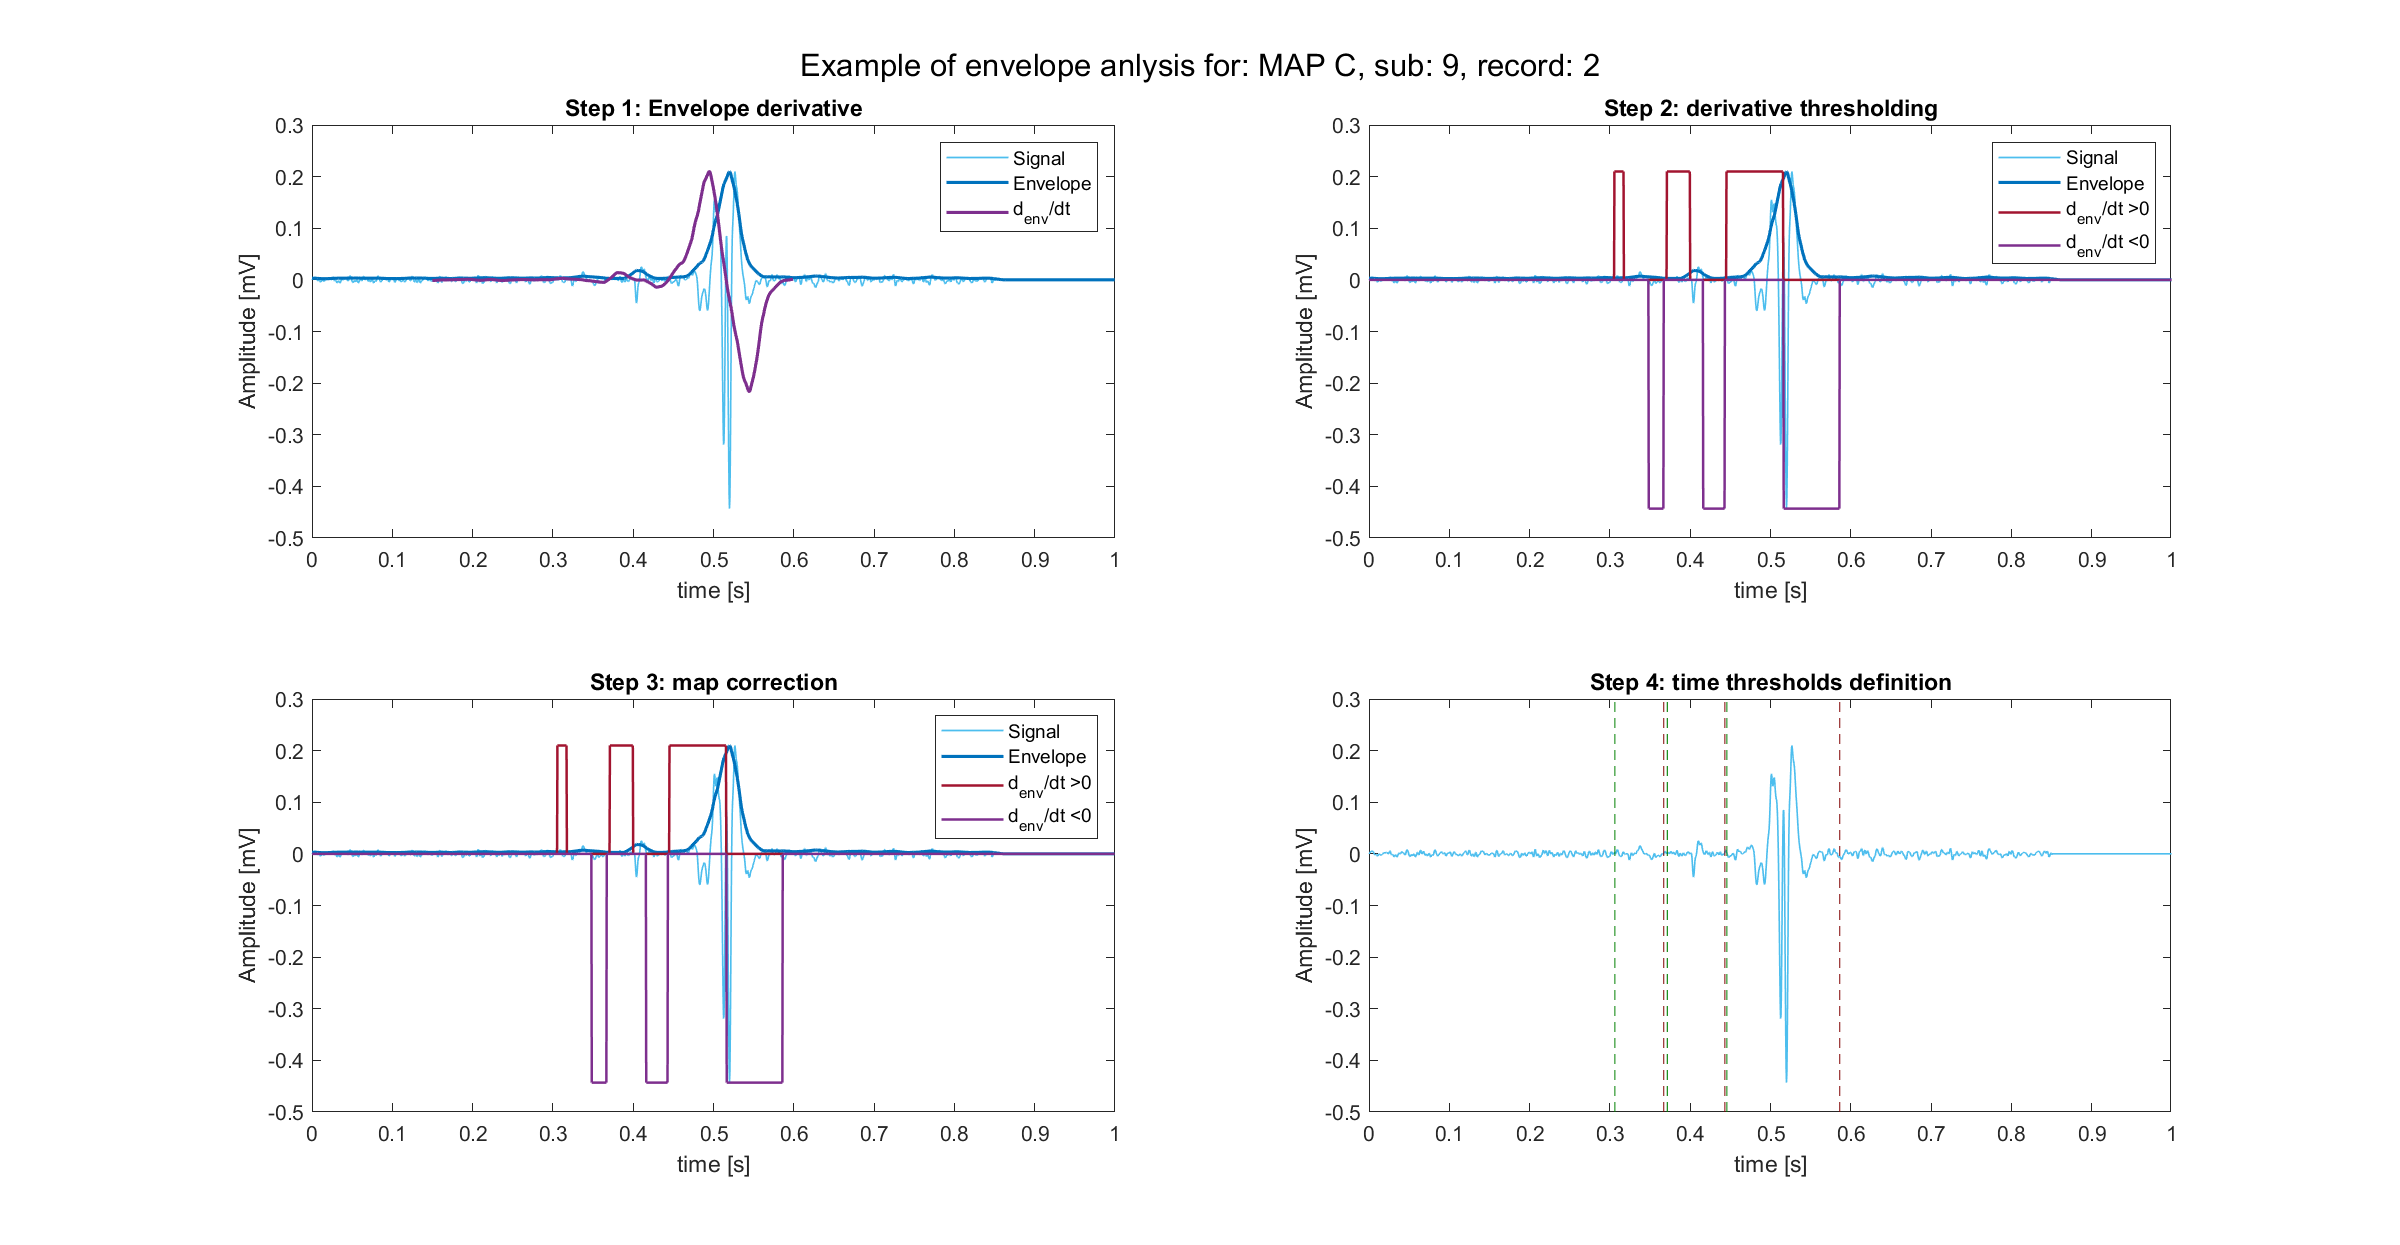 Example of envelope anlysis for: MAP C, sub: 9, record: 2
Step 1: Envelope derivative
0.3
0.2
0.1
0
-0.1
-0.2
-0.3
-0.4
-0.5
Amplitude [mV]
0 0.1 0.2 0.3 0.4 0.5 0.6 0.7 0.8 0.9 1
time [s]
Signal
Envelope
d_env/dt
Step 2: derivative thresholding
0.3
0.2
0.1
0
-0.1
-0.2
-0.3
-0.4
-0.5
Amplitude [mV]
0 0.1 0.2 0.3 0.4 0.5 0.6 0.7 0.8 0.9 1
time [s]
Signal
Envelope
d_env/dt >0
d_env/dt <0
Step 3: map correction
0.3
0.2
0.1
0
-0.1
-0.2
-0.3
-0.4
-0.5
Amplitude [mV]
0 0.1 0.2 0.3 0.4 0.5 0.6 0.7 0.8 0.9 1
time [s]
Signal
Envelope
d_env/dt >0
d_env/dt <0
Step 4: time thresholds definition
0.3
0.2
0.1
0
-0.1
-0.2
-0.3
-0.4
-0.5
Amplitude [mV]
0 0.1 0.2 0.3 0.4 0.5 0.6 0.7 0.8 0.9 1
time [s]